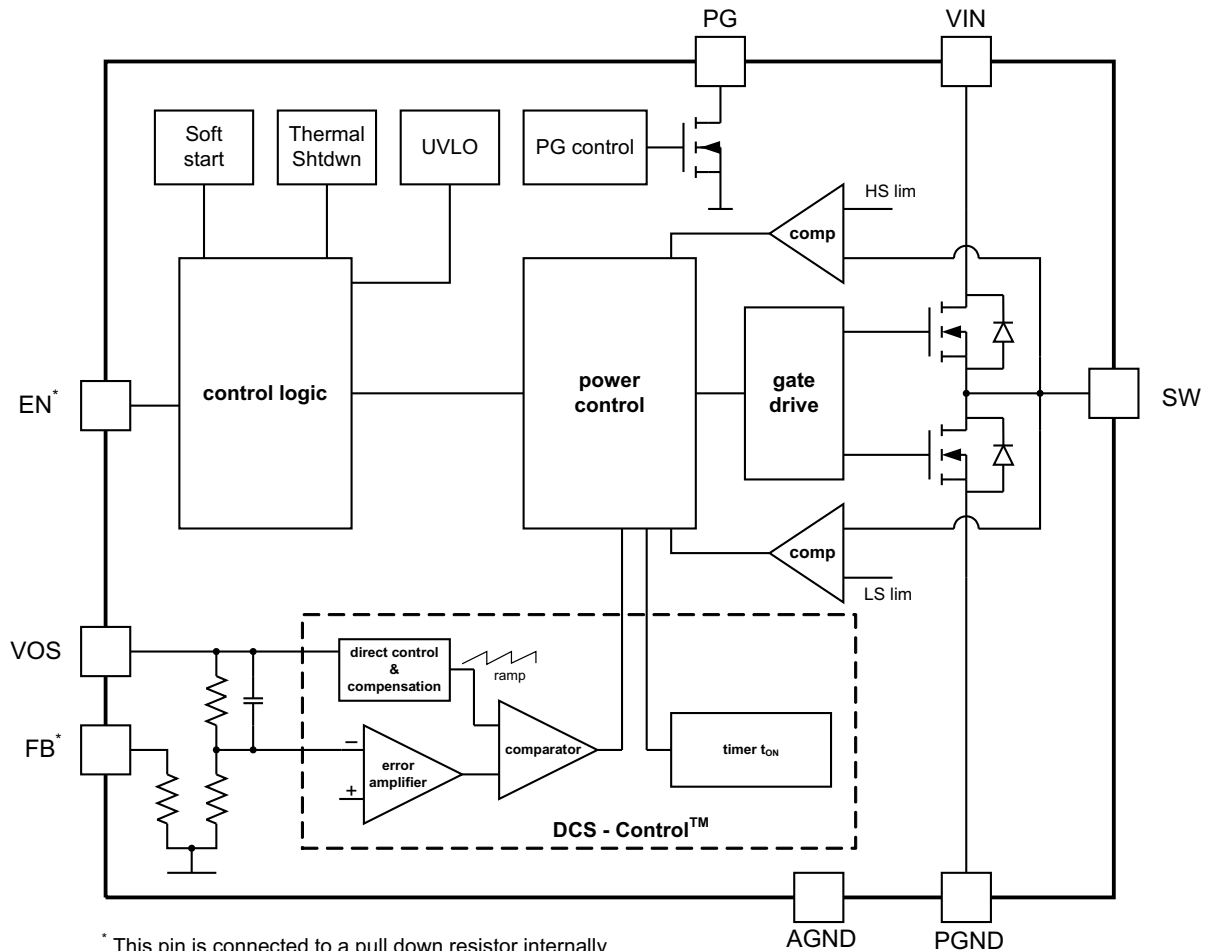 PG
VIN
Soft
start
Thermal
Shtdwn
UVLO
PG control
HS lim
comp
control logic
power
control
gate
drive
EN*
SW
comp
LS lim
VOS
direct control
&
compensation
ramp
FB*
−
+
error
amplifier
comparator
timer tON
DCS - Control™
* This pin is connected to a pull down resistor internally
AGND
PGND